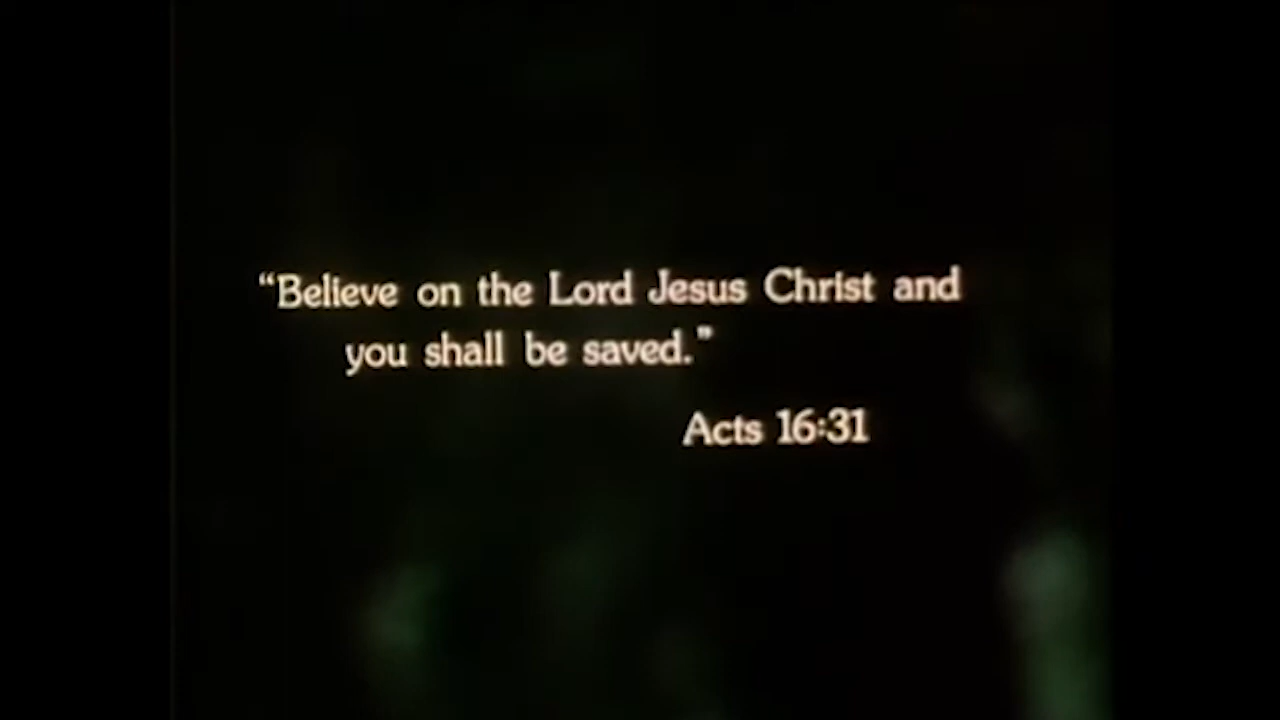 “Believe on the Lord Jesus Christ and
you shall be saved.”
Acts 16:31